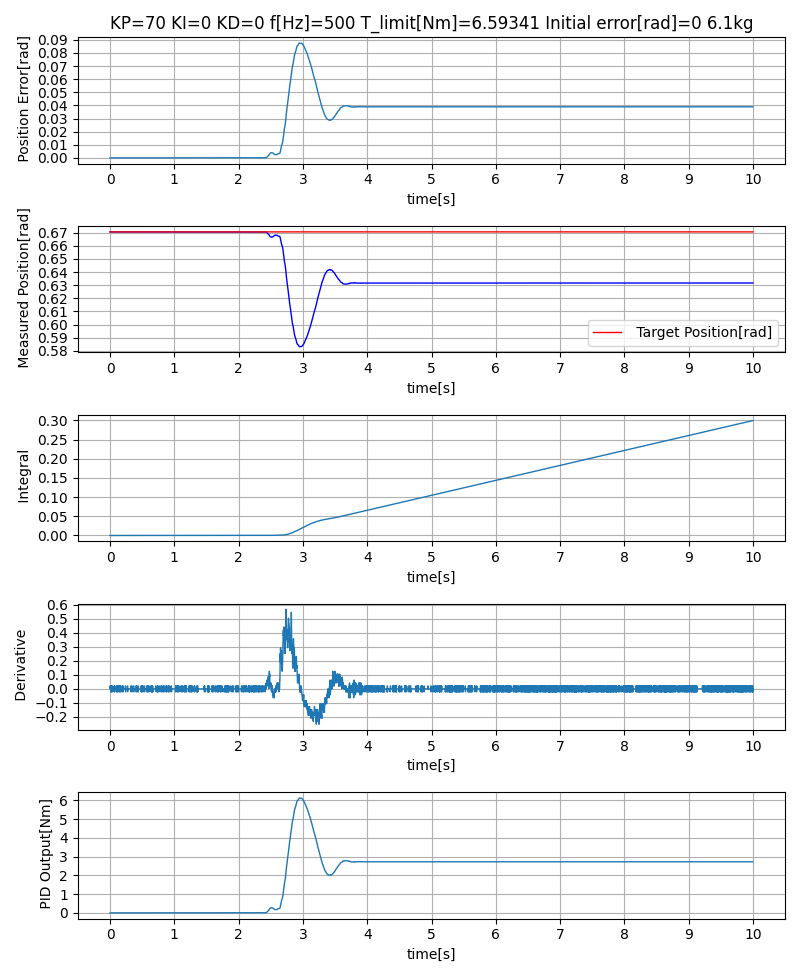 KP=70 KI=0 KD=0 f[Hz]=500 T_limit[Nm]=6.59341 Initial error[rad]=0 6.1kg
Position Error[rad]
0.09
0.08
0.07
0.06
0.05
0.04
0.03
0.02
0.01
0.00
0 1 2 3 4 5 6 7 8 9 10
time[s]
Measured Position[rad]
0.67
0.66
0.65
0.64
0.63
0.62
0.61
0.60
0.59
0.58
Target Position[rad]
0 1 2 3 4 5 6 7 8 9 10
time[s]
Integral
0.30
0.25
0.20
0.15
0.10
0.05
0.00
0 1 2 3 4 5 6 7 8 9 10
time[s]
Derivative
0.6
0.5
0.4
0.3
0.2
0.1
0.0
−0.1
−0.2
0 1 2 3 4 5 6 7 8 9 10
time[s]
PID Output[Nm]
6
5
4
3
2
1
0
0 1 2 3 4 5 6 7 8 9 10
time[s]